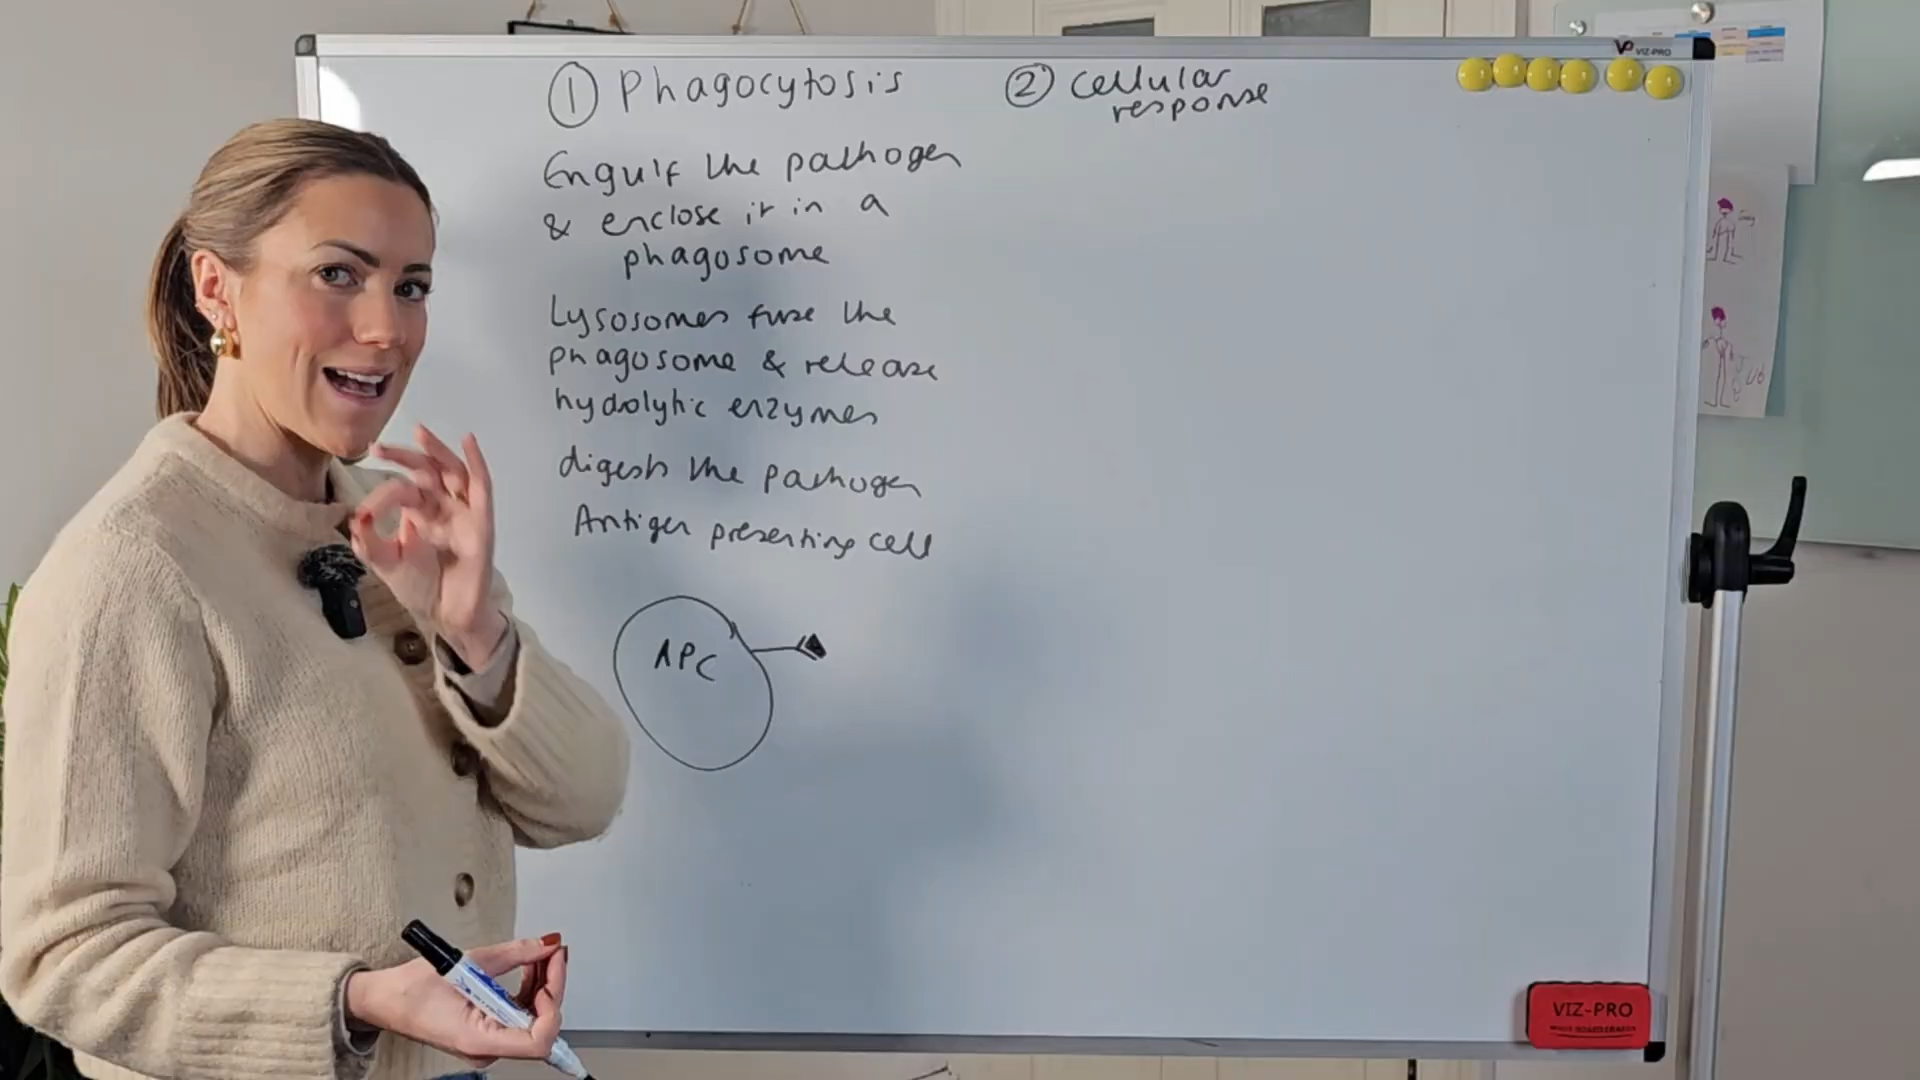 ① Phagocytosis
Engulf the pathogen
& enclose it in a
phagosome
Lysosomes fuse the
phagosome & release
hydrolytic enzymes
digests the pathogen
Antigen presenting cell
APC
② Cellular
response
VIZ-PRO
VIZ-PRO